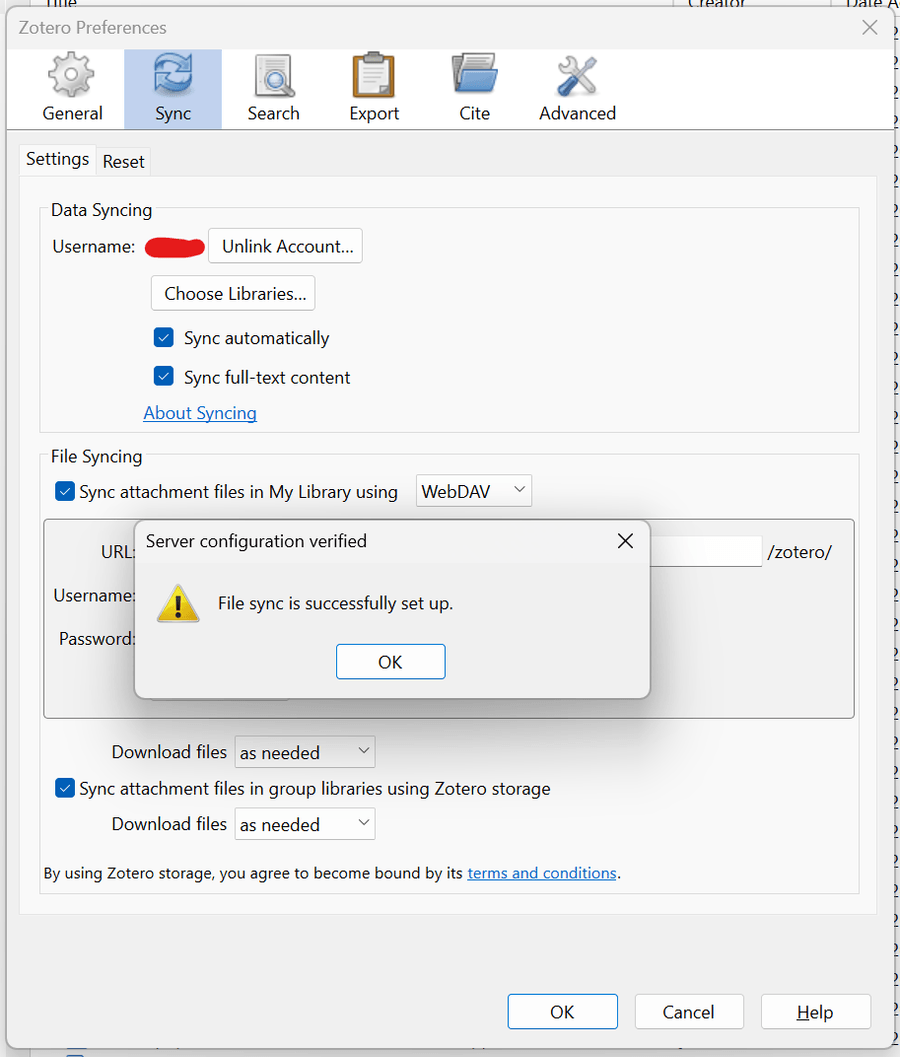 Title Creator Date A
Zotero Preferences
General Sync Search Export Cite Advanced
Settings Reset
Data Syncing
Username: Unlink Account...
Choose Libraries...
Sync automatically
Sync full-text content
About Syncing
File Syncing
Sync attachment files in My Library using WebDAV
URL: /zotero/
Server configuration verified
Username:
File sync is successfully set up.
Password:
OK
Download files as needed
Sync attachment files in group libraries using Zotero storage
Download files as needed
By using Zotero storage, you agree to become bound by its terms and conditions.
OK Cancel Help